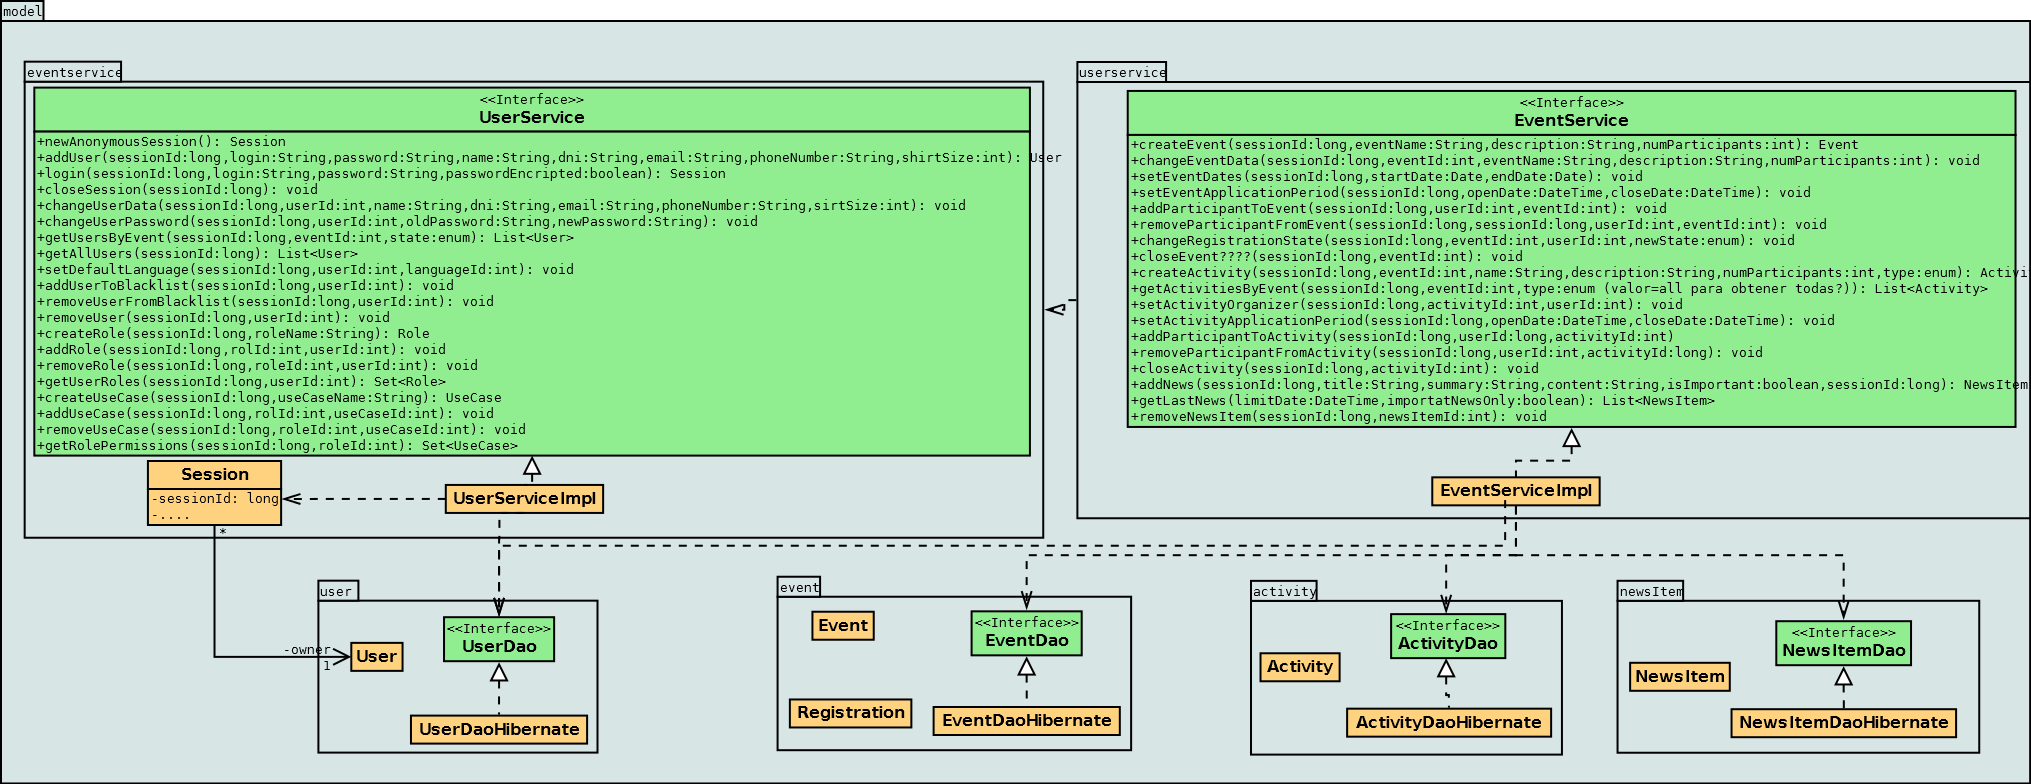 model
eventservice
<<Interface>>
UserService
+newAnonymousSession(): Session
+addUser(sessionId:long,login:String,password:String,name:String,dni:String,email:String,phoneNumber:String,shirtSize:int): User
+login(sessionId:long,login:String,password:String,passwordEncripted:boolean): Session
+closeSession(sessionId:long): void
+changeUserData(sessionId:long,userId:int,name:String,dni:String,email:String,phoneNumber:String,sirtSize:int): void
+changeUserPassword(sessionId:long,userId:int,oldPassword:String,newPassword:String): void
+getUsersByEvent(sessionId:long,eventId:int,state:enum): List<User>
+getAllUsers(sessionId:long): List<User>
+setDefaultLanguage(sessionId:long,userId:int,languageId:int): void
+addUserToBlacklist(sessionId:long,userId:int): void
+removeUserFromBlacklist(sessionId:long,userId:int): void
+removeUser(sessionId:long,userId:int): void
+createRole(sessionId:long,roleName:String): Role
+addRole(sessionId:long,rolId:int,userId:int): void
+removeRole(sessionId:long,roleId:int,userId:int): void
+getUserRoles(sessionId:long,userId:int): Set<Role>
+createUseCase(sessionId:long,useCaseName:String): UseCase
+addUseCase(sessionId:long,rolId:int,useCaseId:int): void
+removeUseCase(sessionId:long,roleId:int,useCaseId:int): void
+getRolePermissions(sessionId:long,roleId:int): Set<UseCase>
Session
-sessionId: long
-....
*
UserServiceImpl
userservice
<<Interface>>
EventService
+createEvent(sessionId:long,eventName:String,description:String,numParticipants:int): Event
+changeEventData(sessionId:long,eventId:int,eventName:String,description:String,numParticipants:int): void
+setEventDates(sessionId:long,startDate:Date,endDate:Date): void
+setEventApplicationPeriod(sessionId:long,openDate:DateTime,closeDate:DateTime): void
+addParticipantToEvent(sessionId:long,userId:int,eventId:int): void
+removeParticipantFromEvent(sessionId:long,sessionId:long,userId:int,eventId:int): void
+changeRegistrationState(sessionId:long,eventId:int,userId:int,newState:enum): void
+closeEvent????(sessionId:long,eventId:int): void
+createActivity(sessionId:long,eventId:int,name:String,description:String,numParticipants:int,type:enum): Activi
+getActivitiesByEvent(sessionId:long,eventId:int,type:enum (valor=all para obtener todas?)): List<Activity>
+setActivityOrganizer(sessionId:long,activityId:int,userId:int): void
+setActivityApplicationPeriod(sessionId:long,openDate:DateTime,closeDate:DateTime): void
+addParticipantToActivity(sessionId:long,userId:long,activityId:int)
+removeParticipantFromActivity(sessionId:long,userId:int,activityId:long): void
+closeActivity(sessionId:long,activityId:int): void
+addNews(sessionId:long,title:String,summary:String,content:String,isImportant:boolean,sessionId:long): NewsItem
+getLastNews(limitDate:DateTime,importatNewsOnly:boolean): List<NewsItem>
+removeNewsItem(sessionId:long,newsItemId:int): void
EventServiceImpl
user
-owner
1
User
<<Interface>>
UserDao
UserDaoHibernate
event
Event
Registration
<<Interface>>
EventDao
EventDaoHibernate
activity
Activity
<<Interface>>
ActivityDao
ActivityDaoHibernate
newsItem
NewsItem
<<Interface>>
NewsItemDao
NewsItemDaoHibernate